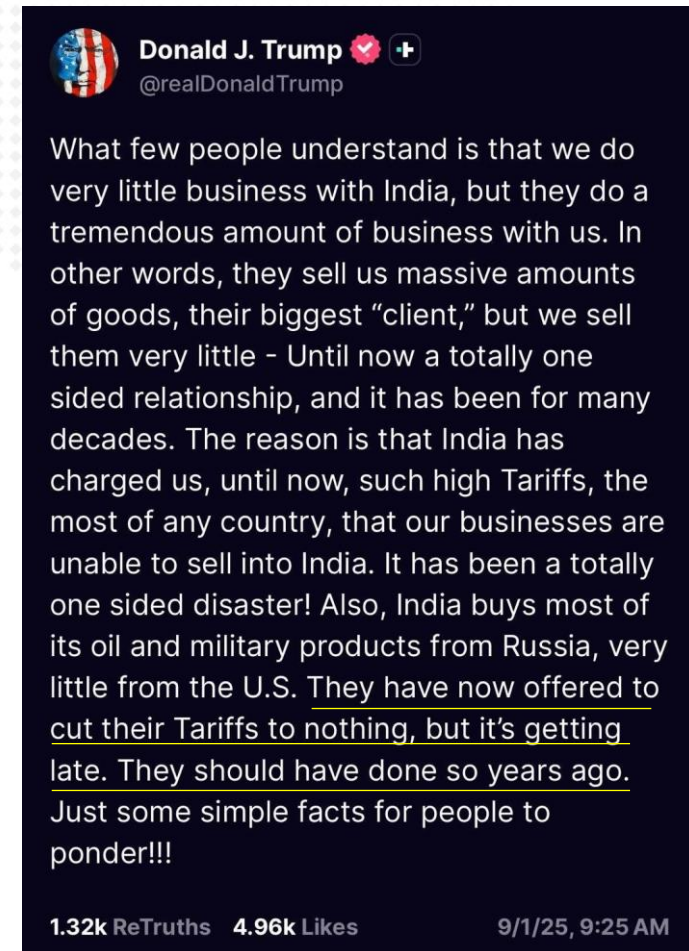 Donald J. Trump
@realDonaldTrump
What few people understand is that we do
very little business with India, but they do a
tremendous amount of business with us. In
other words, they sell us massive amounts
of goods, their biggest “client,” but we sell
them very little - Until now a totally one
sided relationship, and it has been for many
decades. The reason is that India has
charged us, until now, such high Tariffs, the
most of any country, that our businesses are
unable to sell into India. It has been a totally
one sided disaster! Also, India buys most of
its oil and military products from Russia, very
little from the U.S. They have now offered to
cut their Tariffs to nothing, but it’s getting
late. They should have done so years ago.
Just some simple facts for people to
ponder!!!
1.32k ReTruths 4.96k Likes 9/1/25, 9:25 AM